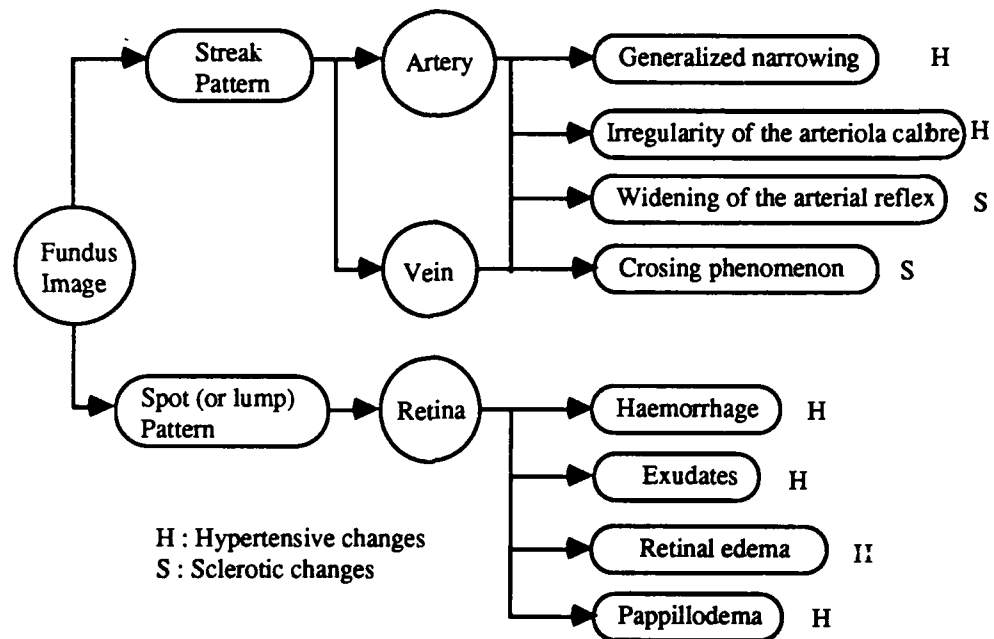 Streak
Pattern
Artery
Generalized narrowing H
Irregularity of the arteriola calibre H
Widening of the arterial reflex S
Fundus
Image
Vein
Crosing phenomenon S
Spot (or lump)
Pattern
Retina
Haemorrhage H
Exudates H
Retinal edema H
Pappillodema H
H : Hypertensive changes
S : Sclerotic changes